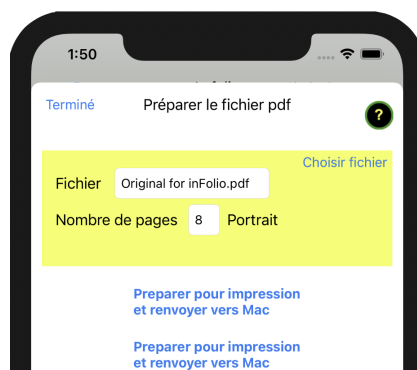 1:50
Terminé
Préparer le fichier pdf
?
Choisir fichier
Fichier
Original for inFolio.pdf
Nombre de pages
8
Portrait
Preparer pour impression
et renvoyer vers Mac
Preparer pour impression
et renvoyer vers Mac